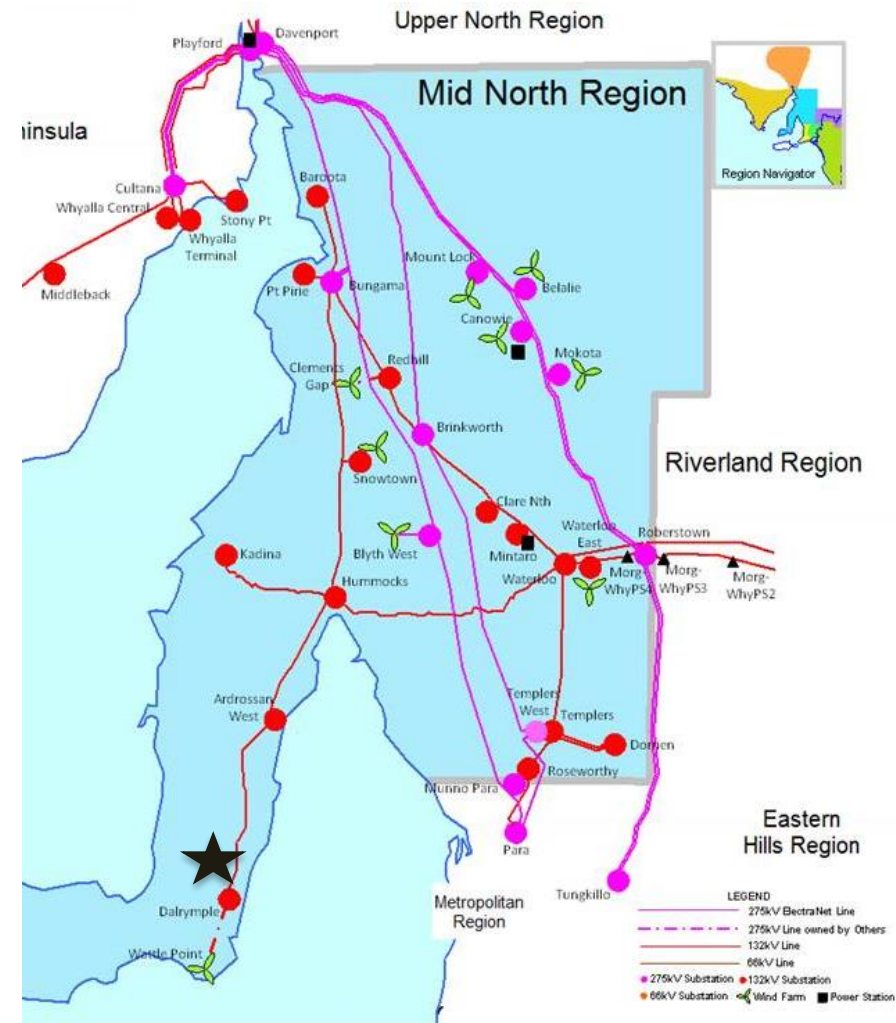 Upper North Region
Playford
Davenport
Mid North Region
ninsula
Region Navigator
Cultana
Baroota
Whyalla Central
Stony Pt
Whyalla
Terminal
Middleback
Pt Pirie
Bungama
Mount Lock
Belalie
Canowie
Mokota
Clements
Gap
Redhill
Brinkworth
Riverland Region
Snowtown
Clare Nth
Waterloo
East
Roberstown
Blyth West
Mintaro
Kadina
Waterloo
Morg-
WhyPS4
Morg-
WhyPS3
Morg-
WhyPS2
Hummocks
Ardrossan
West
Templers
West
Templers
Dorrien
Roseworthy
Munno Para
Para
Eastern
Hills Region
Tungkillo
Metropolitan
Region
Dalrymple
Wattle Point
LEGEND
275kV ElectraNet Line
275kV Line owned by Others
132kV Line
66kV Line
275kV Substation
132kV Substation
66kV Substation
Wind Farm
Power Station